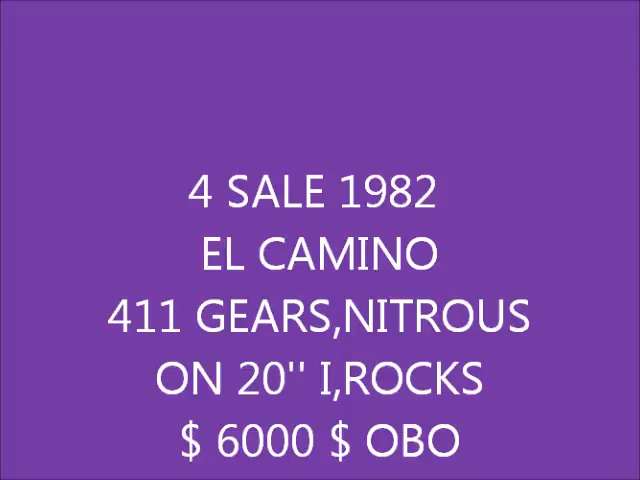 4 SALE 1982
EL CAMINO
411 GEARS,NITROUS
ON 20'' I,ROCKS
$ 6000 $ OBO